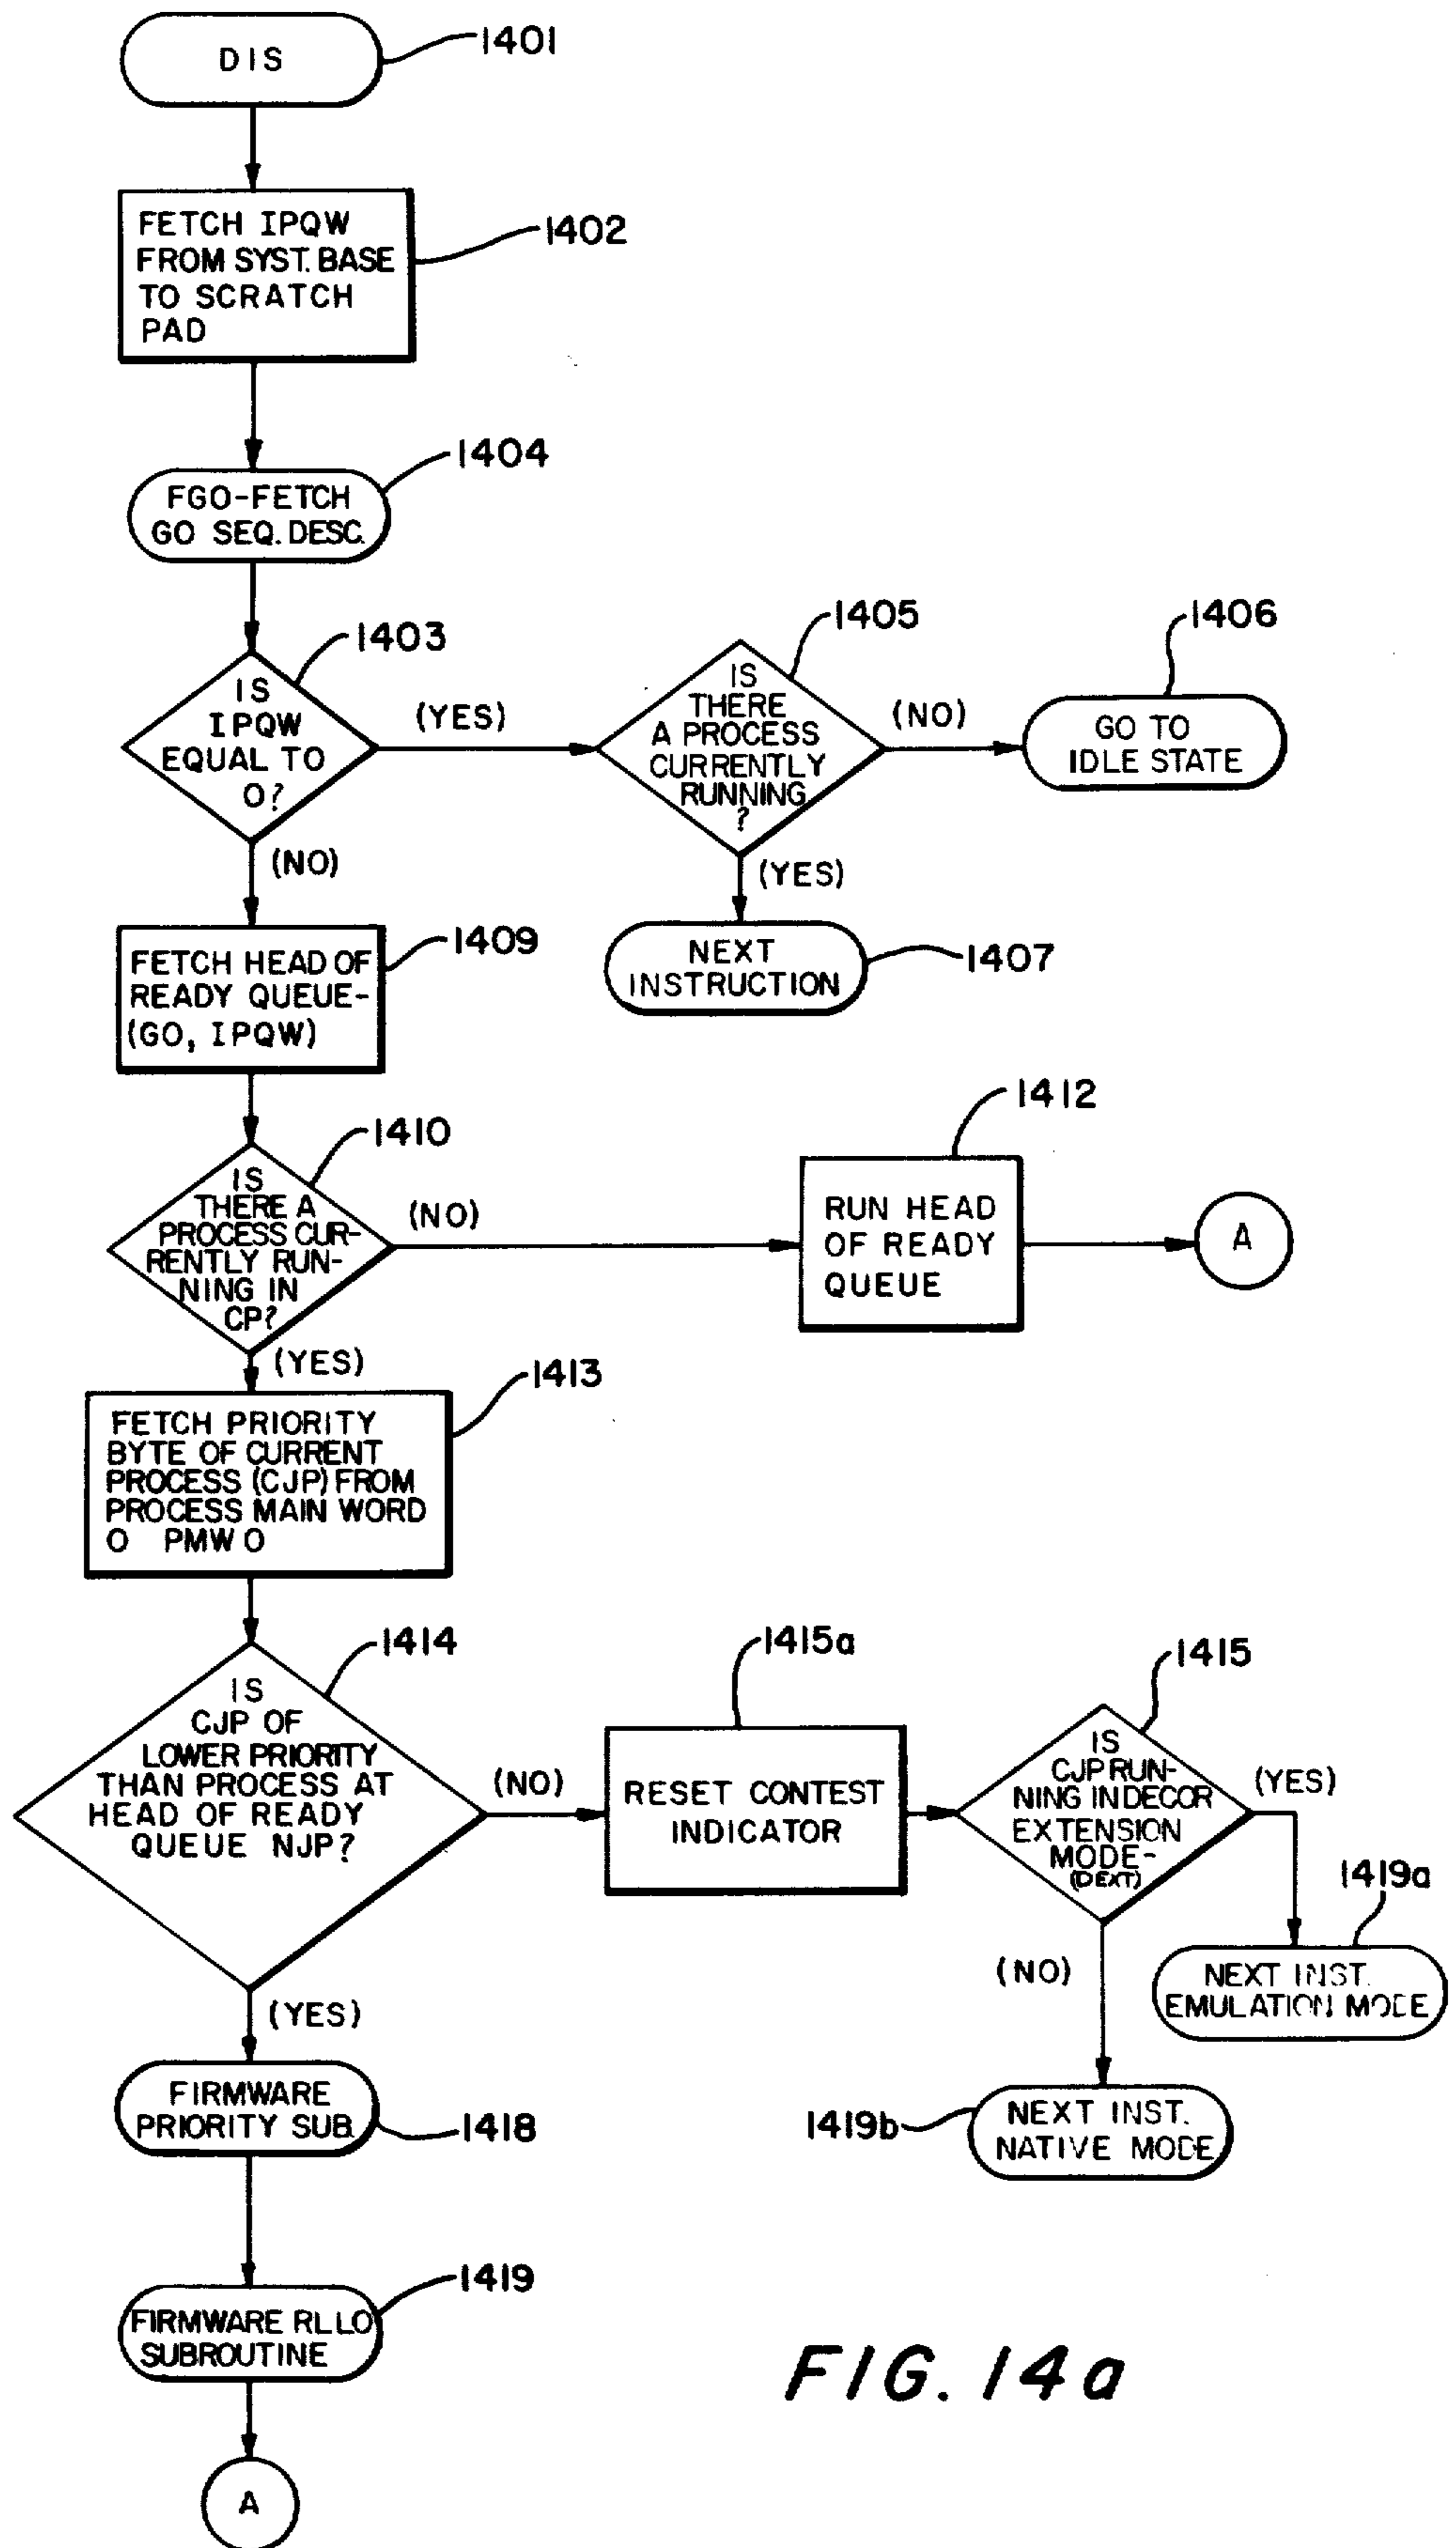 DIS
1401
FETCH IPQW
FROM SYST. BASE
TO SCRATCH
PAD
1402
FGO-FETCH
GO SEQ. DESC.
1404
IS
IPQW
EQUAL TO
O?
1403
(YES)
(NO)
IS
THERE
A PROCESS
CURRENTLY
RUNNING
?
1405
(NO)
(YES)
GO TO
IDLE STATE
1406
NEXT
INSTRUCTION
1407
FETCH HEAD OF
READY QUEUE-
(GO, IPQW)
1409
IS
THERE A
PROCESS CUR-
RENTLY RUN-
NING IN
CP?
1410
(NO)
(YES)
RUN HEAD
OF READY
QUEUE
1412
A
FETCH PRIORITY
BYTE OF CURRENT
PROCESS (CJP) FROM
PROCESS MAIN WORD
O PMW O
1413
IS
CJP OF
LOWER PRIORITY
THAN PROCESS AT
HEAD OF READY
QUEUE NJP?
1414
(NO)
(YES)
RESET CONTEST
INDICATOR
1415a
IS
CJP RUN-
NING IN DECOR
EXTENSION
MODE-
(DEXT)
1415
(YES)
(NO)
NEXT INST.
EMULATION MODE
1419a
NEXT INST.
NATIVE MODE
1419b
FIRMWARE
PRIORITY SUB.
1418
FIRMWARE RLLO
SUBROUTINE
1419
A
FIG. 14a